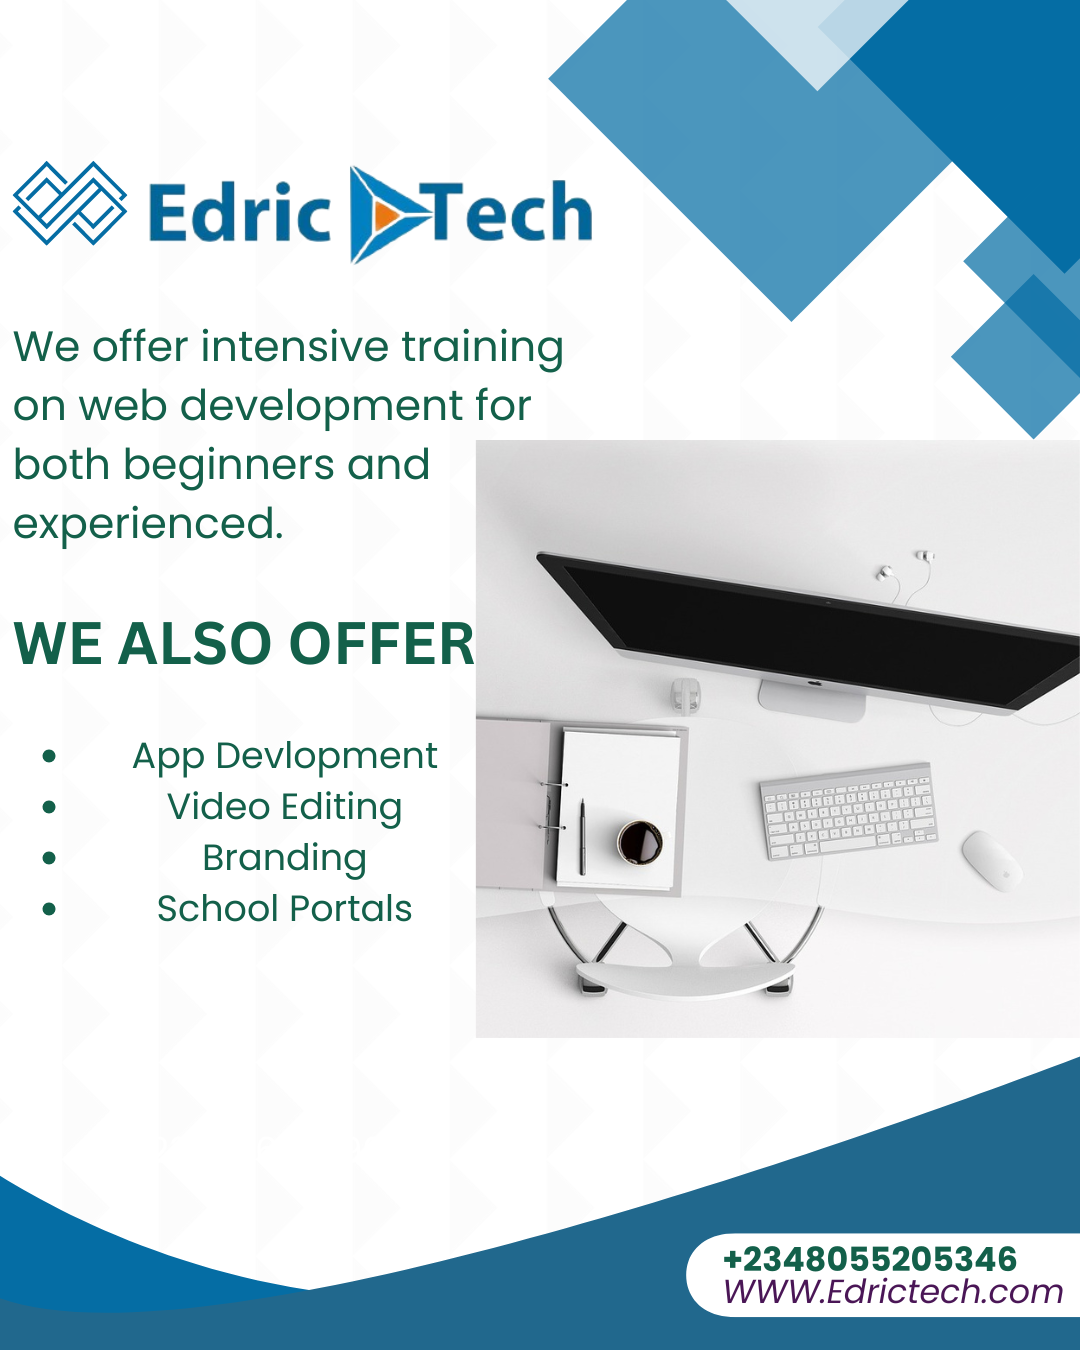 Edric Tech
We offer intensive training
on web development for
both beginners and
experienced.
WE ALSO OFFER
App Devlopment
Video Editing
Branding
School Portals
+2348055205346
WWW.Edrictech.com